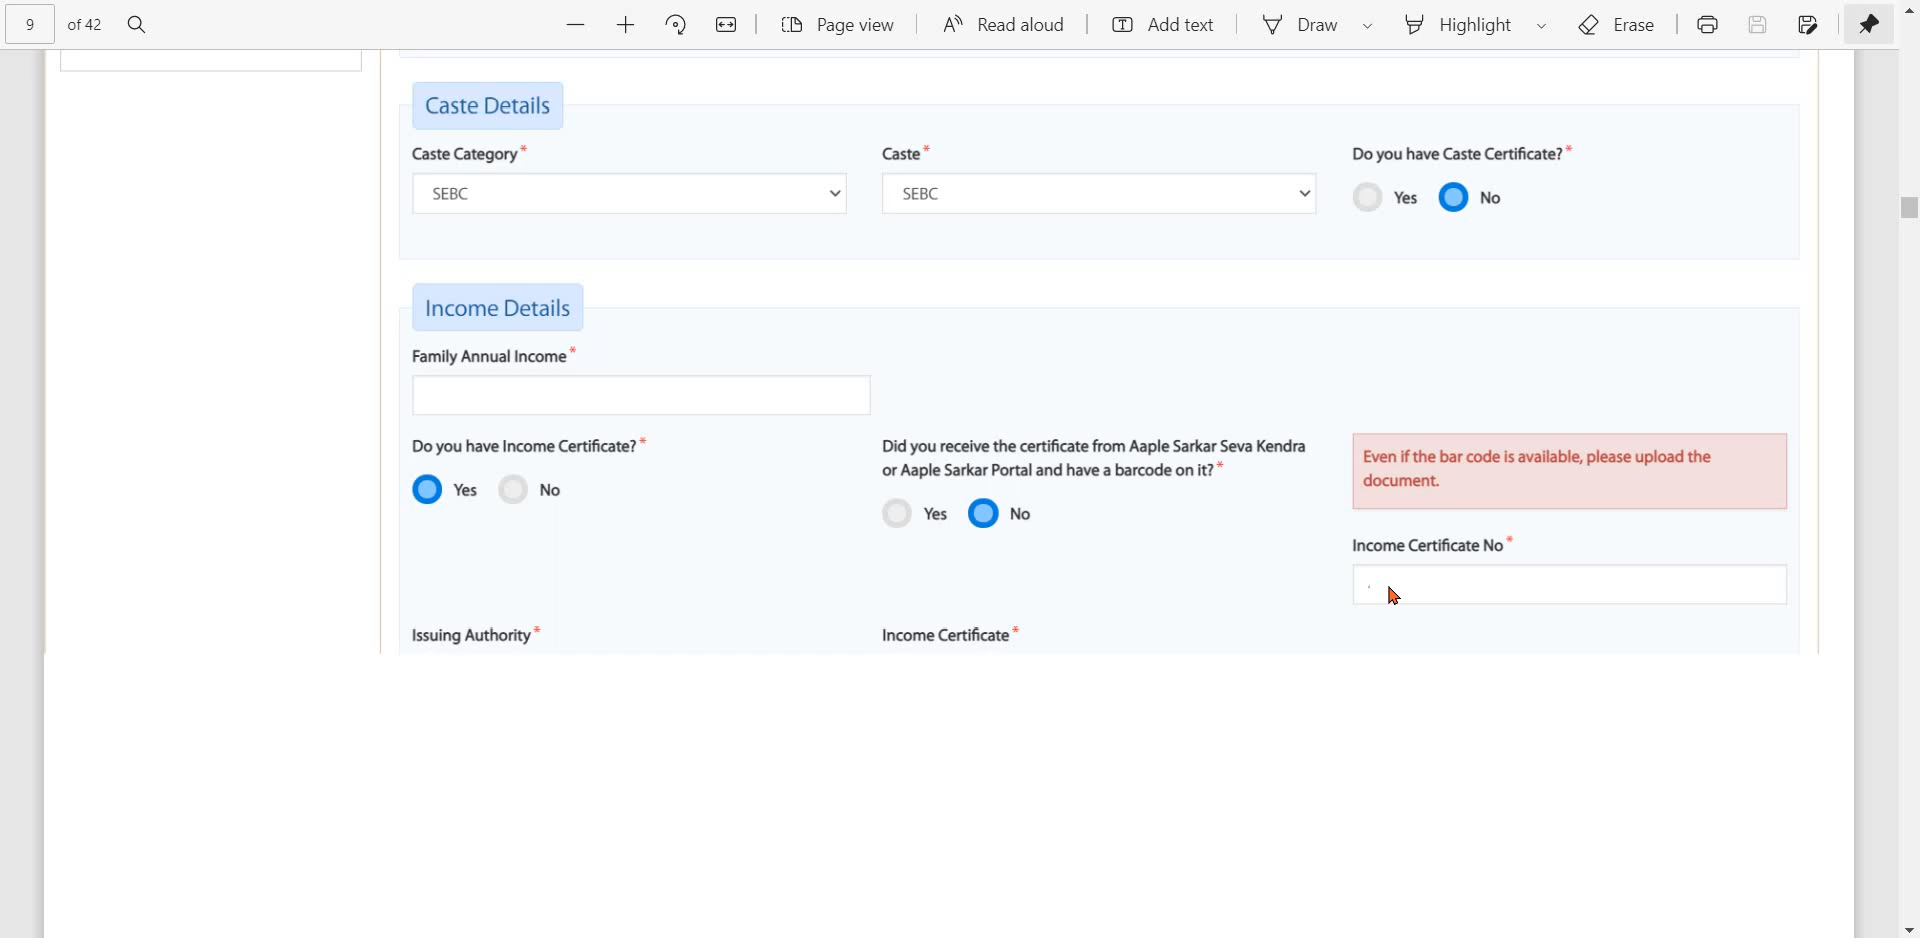 9 of 42 Page view Read aloud Add text Draw Highlight Erase
Caste Details
Caste Category* Caste* Do you have Caste Certificate?*
SEBC SEBC Yes No
Income Details
Family Annual Income*
Do you have Income Certificate?* Did you receive the certificate from Aaple Sarkar Seva Kendra
or Aaple Sarkar Portal and have a barcode on it?*
Even if the bar code is available, please upload the
document.
Yes No
Yes No
Income Certificate No*
Issuing Authority* Income Certificate*